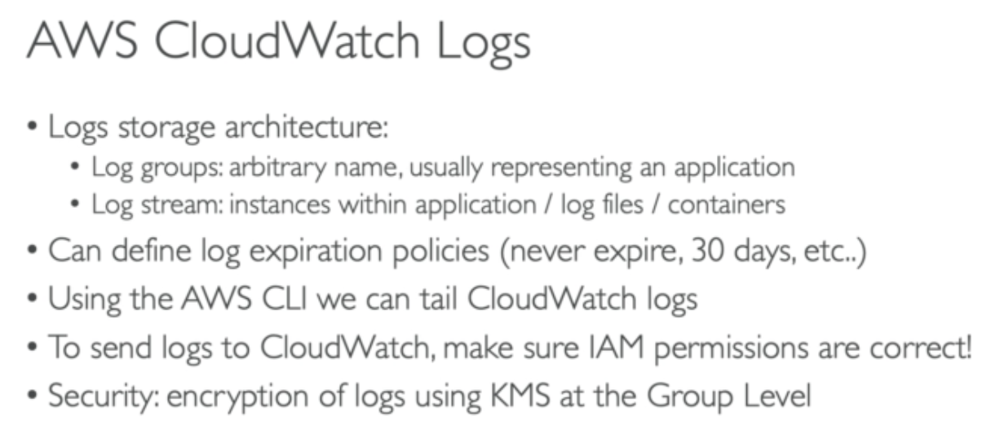 AWS CloudWatch Logs
• Logs storage architecture:
• Log groups: arbitrary name, usually representing an application
• Log stream: instances within application / log files / containers
• Can define log expiration policies (never expire, 30 days, etc..)
• Using the AWS CLI we can tail CloudWatch logs
• To send logs to CloudWatch, make sure IAM permissions are correct!
• Security: encryption of logs using KMS at the Group Level